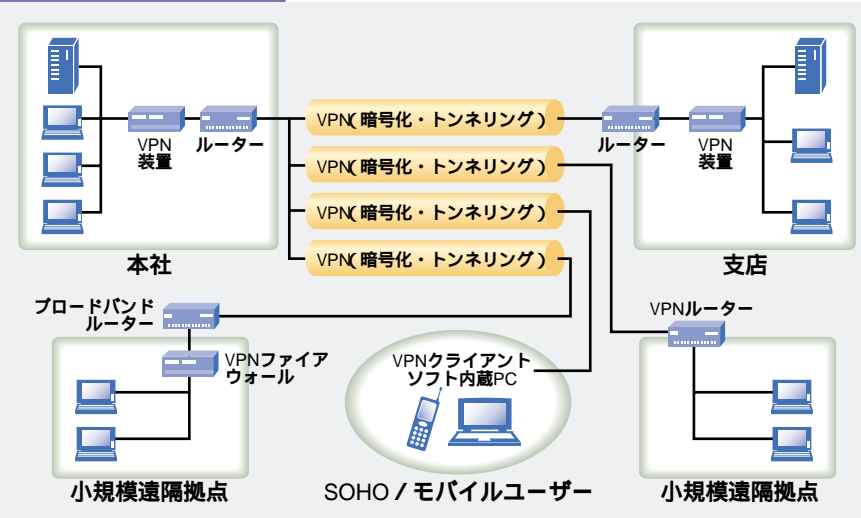 VPN(暗号化・トンネリング)
VPN(暗号化・トンネリング)
VPN(暗号化・トンネリング)
VPN(暗号化・トンネリング)
VPN
装置
ルーター
本社
ルーター
VPN
装置
支店
ブロードバンド
ルーター
VPNファイア
ウォール
小規模遠隔拠点
VPNクライアント
ソフト内蔵PC
SOHO/モバイルユーザー
VPNルーター
小規模遠隔拠点